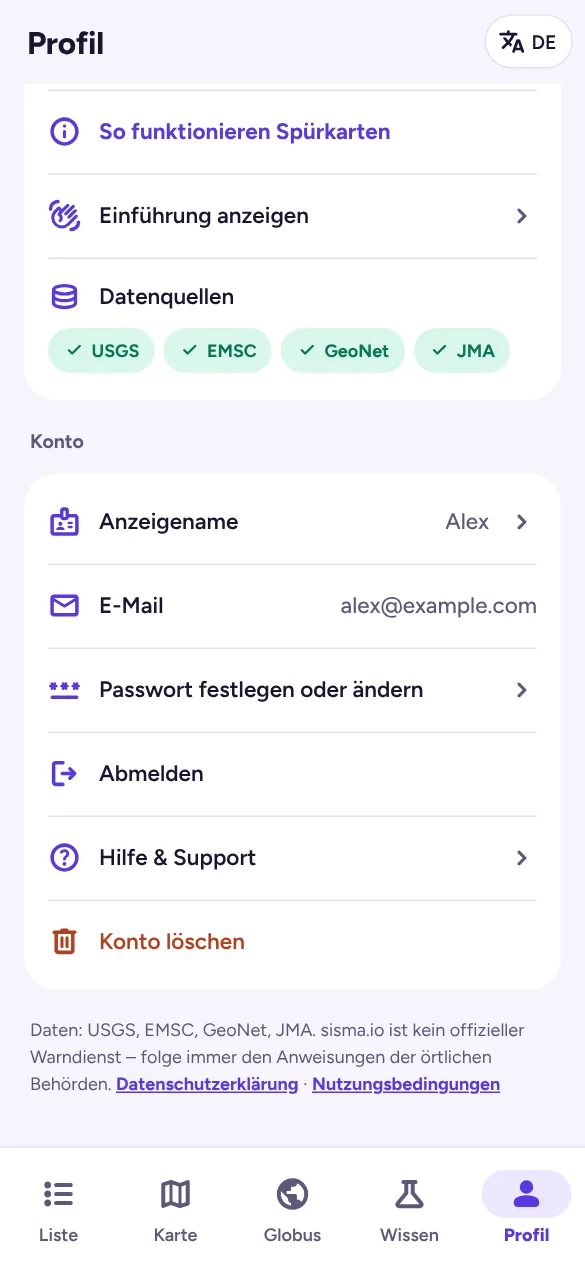 Profil
DE
So funktionieren Spürkarten
Einführung anzeigen
Datenquellen
USGS
EMSC
GeoNet
JMA
Konto
Anzeigename
Alex
E-Mail
alex@example.com
Passwort festlegen oder ändern
Abmelden
Hilfe & Support
Konto löschen
Daten: USGS, EMSC, GeoNet, JMA. sisma.io ist kein offizieller
Warndienst – folge immer den Anweisungen der örtlichen
Behörden. Datenschutzerklärung · Nutzungsbedingungen
Liste
Karte
Globus
Wissen
Profil